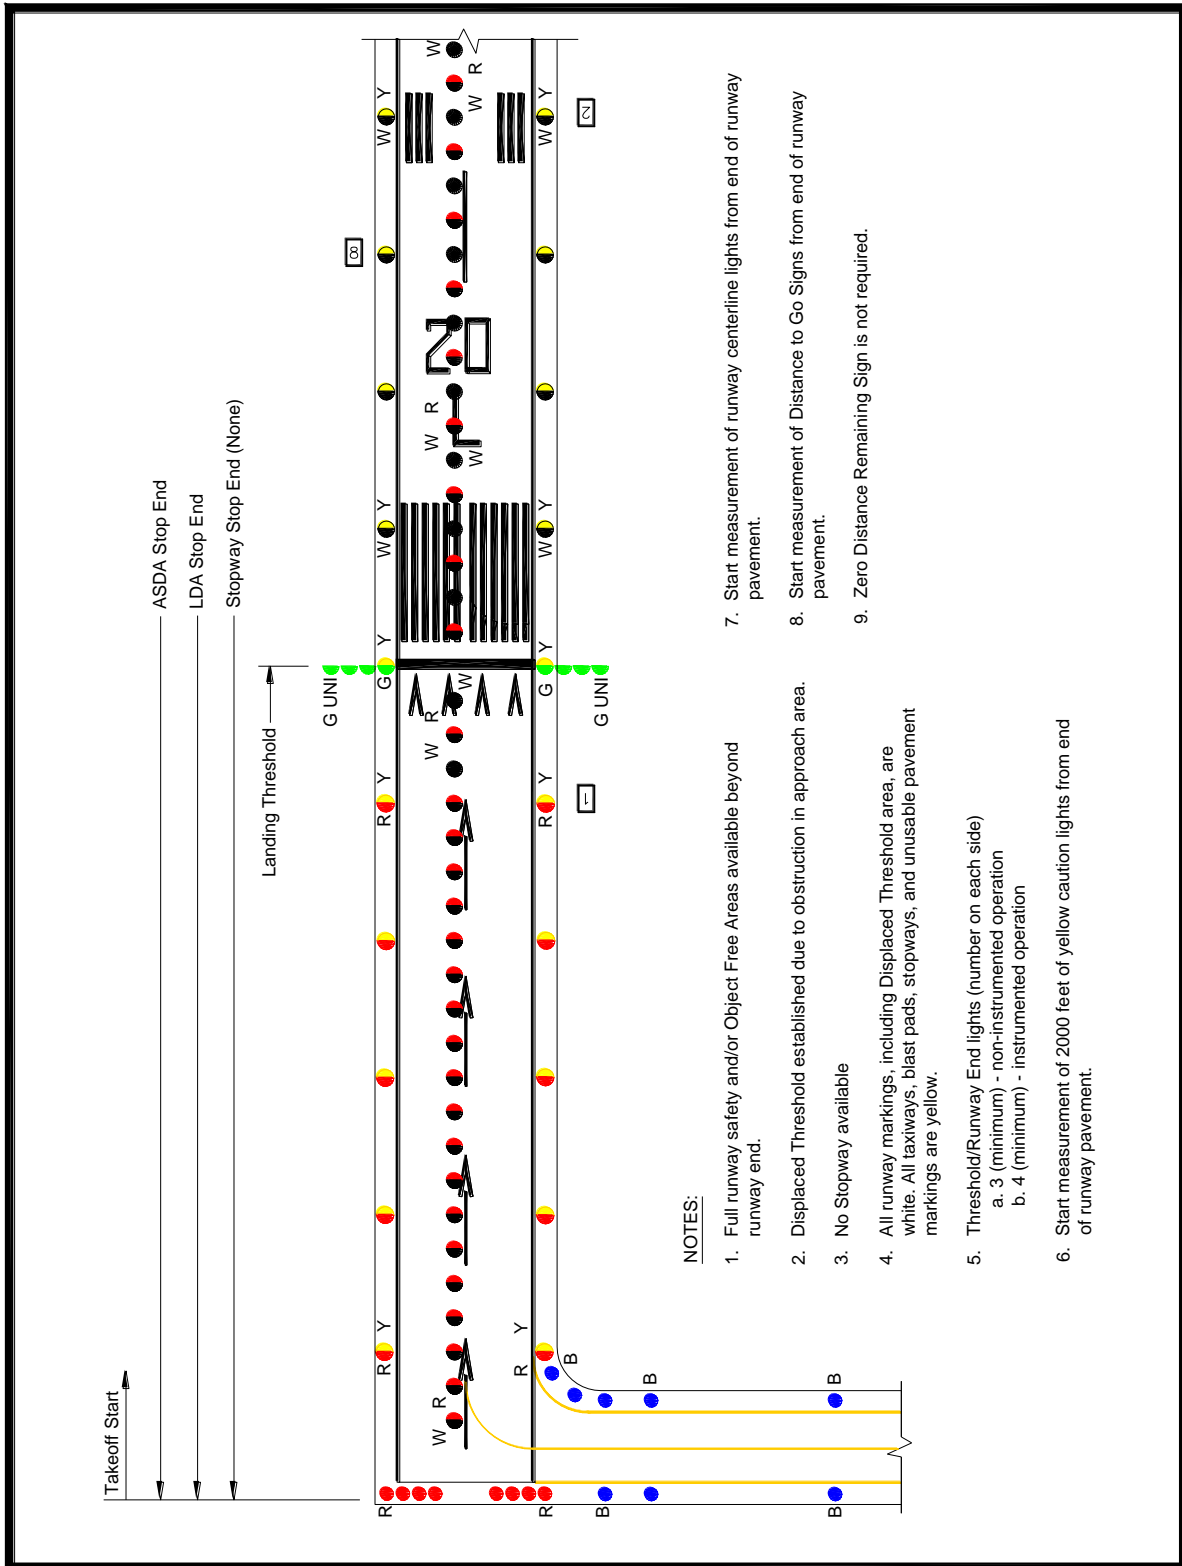 Takeoff Start
ASDA Stop End
LDA Stop End
Stopway Stop End (None)
Landing Threshold
G UNI
8
R
R
Y
R
Y
G
Y
W
Y
W
Y
W
R
W
R
W
W
R
W
W
R
W
20
L
R
R
Y
R
Y
G
Y
W
Y
W
Y
1
2
G UNI
B
B
B
B
B
NOTES:
1. Full runway safety and/or Object Free Areas available beyond
runway end.
2. Displaced Threshold established due to obstruction in approach area.
3. No Stopway available
4. All runway markings, including Displaced Threshold area, are
white. All taxiways, blast pads, stopways, and unusable pavement
markings are yellow.
5. Threshold/Runway End lights (number on each side)
a. 3 (minimum) - non-instrumented operation
b. 4 (minimum) - instrumented operation
6. Start measurement of 2000 feet of yellow caution lights from end
of runway pavement.
7. Start measurement of runway centerline lights from end of runway
pavement.
8. Start measurement of Distance to Go Signs from end of runway
pavement.
9. Zero Distance Remaining Sign is not required.